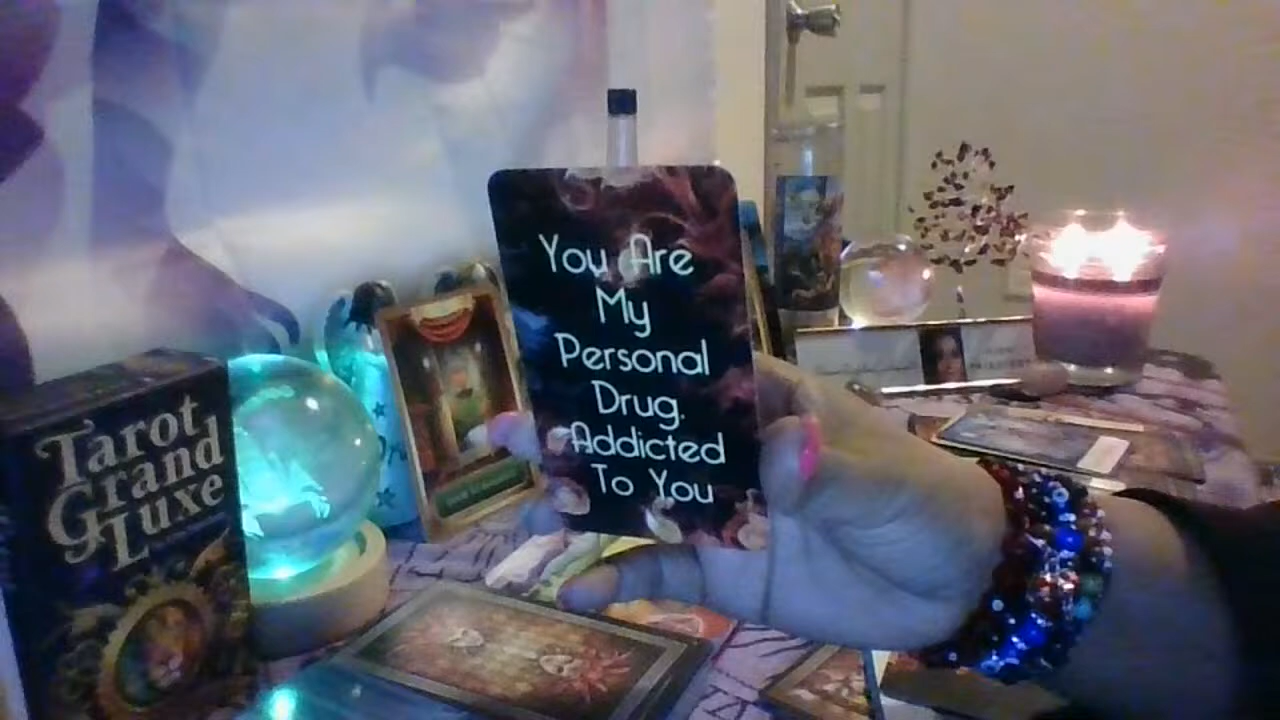 You Are
My
Personal
Drug.
Addicted
To You
Tarot
Grand
Luxe